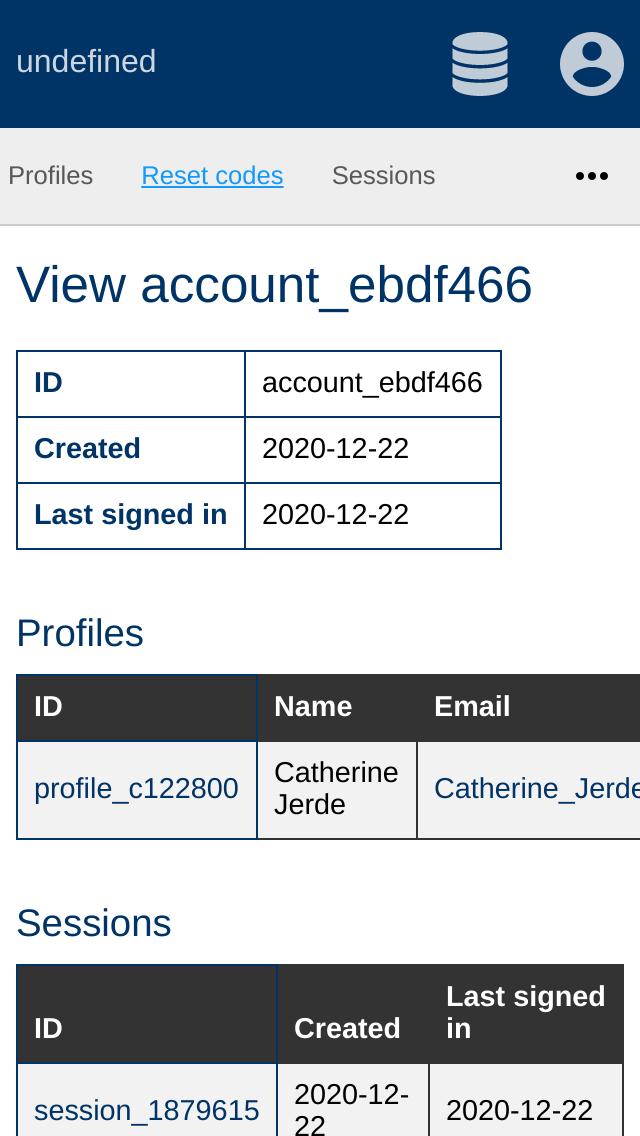 undefined
Profiles Reset codes Sessions
View account_ebdf466
ID account_ebdf466
Created 2020-12-22
Last signed in 2020-12-22
Profiles
ID Name Email
profile_c122800 Catherine Jerde Catherine_Jerde
Sessions
ID Created Last signed in
session_1879615 2020-12-22 2020-12-22